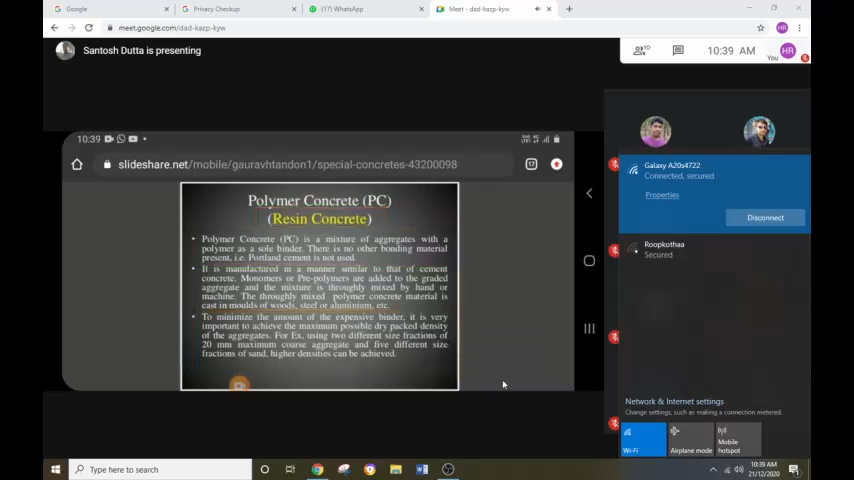 Google
Privacy Checkup
(17) WhatsApp
Meet - dad-kazp-kyw
meet.google.com/dad-kazp-kyw
HR
Santosh Dutta is presenting
10
10:39 AM
You
HR
10:39
slideshare.net/mobile/gauravhtandon1/special-concretes-43200098
17
Polymer Concrete (PC)
(Resin Concrete)
• Polymer Concrete (PC) is a mixture of aggregates with a
polymer as a sole binder. There is no other bonding material
present, i.e. Portland cement is not used.
• It is manufactured in a manner similar to that of cement
concrete. Monomers or Pre-polymers are added to the graded
aggregate and the mixture is throughly mixed by hand or
machine. The throughly mixed polymer concrete material is
cast in moulds of woods, steel or aluminium, etc.
• To minimize the amount of the expensive binder, it is very
important to achieve the maximum possible dry packed density
of the aggregates. For Ex, using two different size fractions of
20 mm maximum coarse aggregate and five different size
fractions of sand, higher densities can be achieved.
Galaxy A20s4722
Connected, secured
Properties
Disconnect
Roopkothaa
Secured
Network & Internet settings
Change settings, such as making a connection metered.
Wi-Fi
Airplane mode
Mobile
hotspot
Type here to search
10:39 AM
21/12/2020